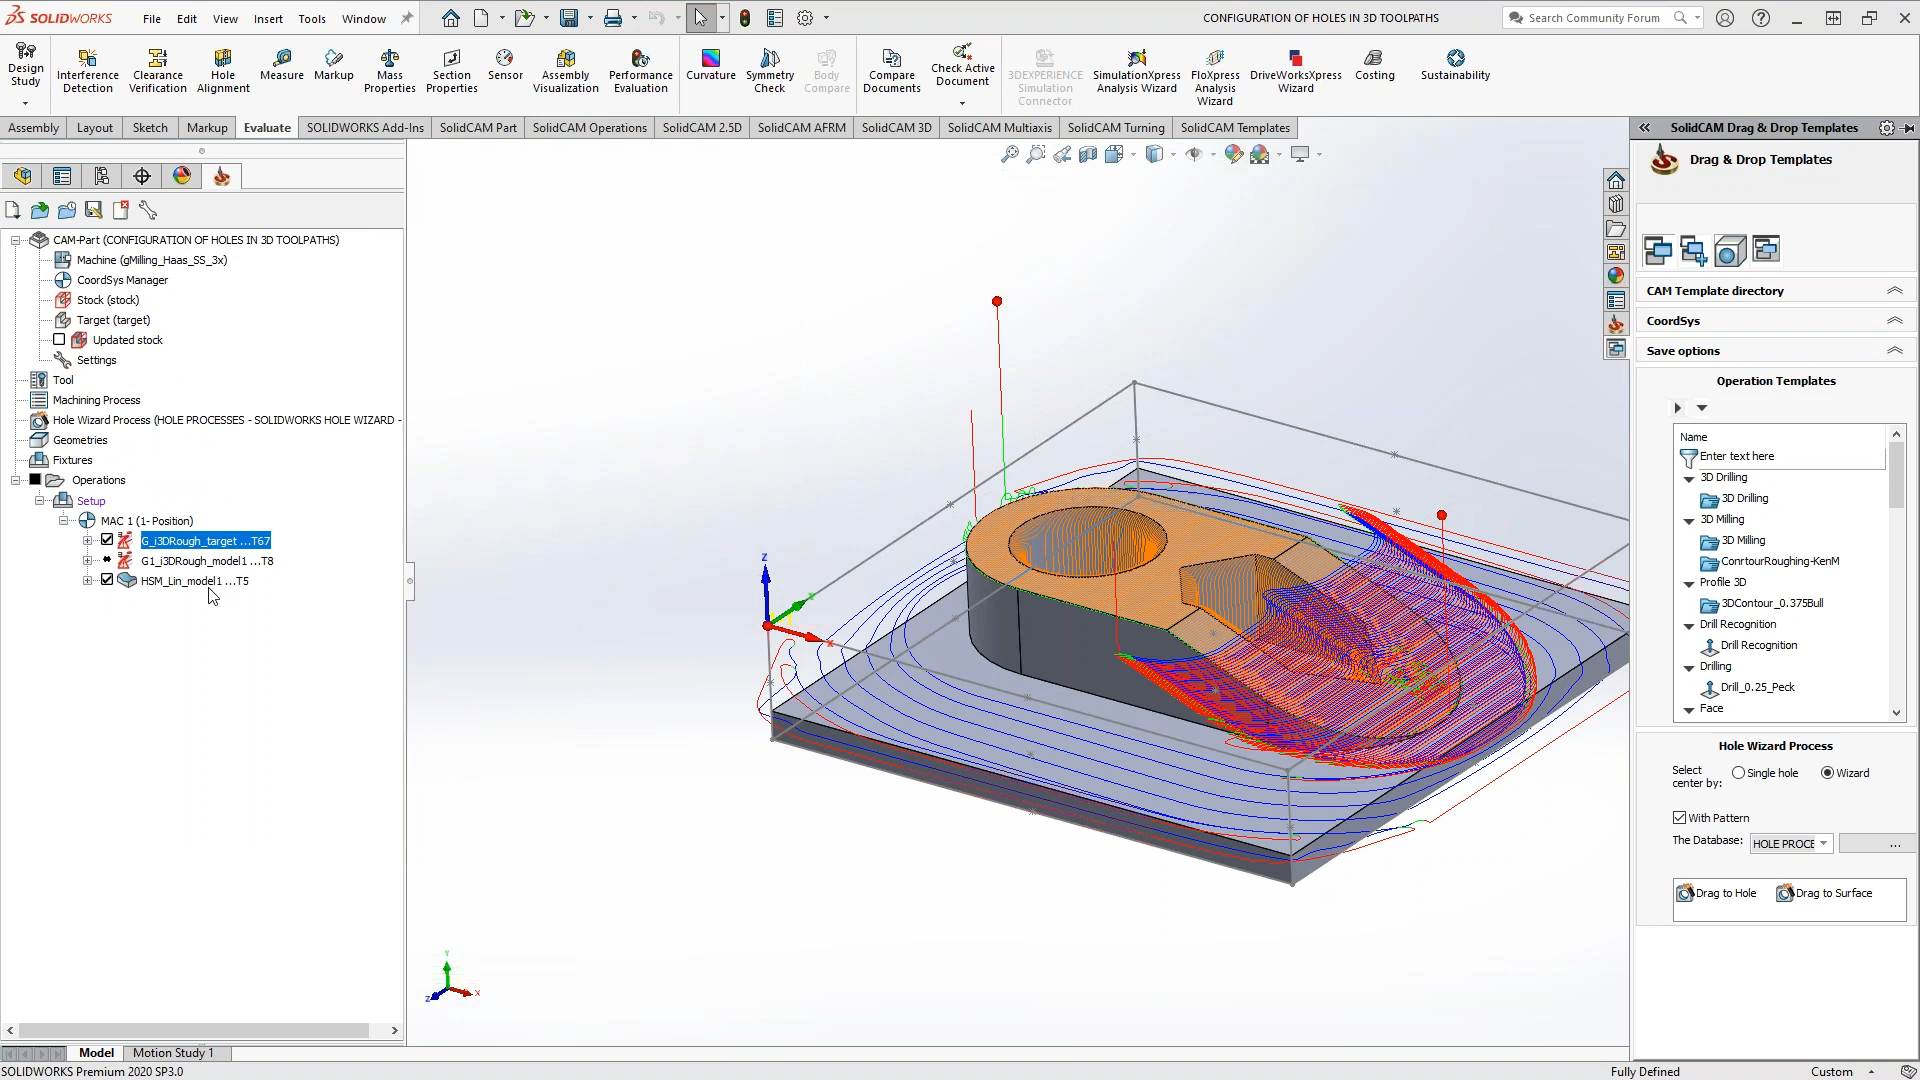 SOLIDWORKS File Edit View Insert Tools Window CONFIGURATION OF HOLES IN 3D TOOLPATHS Search Community Forum
Design Study
Interference Detection
Clearance Verification
Hole Alignment
Measure
Markup
Mass Properties
Section Properties
Sensor
Assembly Visualization
Performance Evaluation
Curvature
Symmetry Check
Body Compare
Compare Documents
Check Active Document
3DEXPERIENCE Simulation Connector
SimulationXpress Analysis Wizard
FloXpress Analysis Wizard
DriveWorksXpress Wizard
Costing
Sustainability
Assembly Layout Sketch Markup Evaluate SOLIDWORKS Add-Ins SolidCAM Part SolidCAM Operations SolidCAM 2.5D SolidCAM AFRM SolidCAM 3D SolidCAM Multiaxis SolidCAM Turning SolidCAM Templates
CAM-Part (CONFIGURATION OF HOLES IN 3D TOOLPATHS)
Machine (gMilling_Haas_SS_3x)
CoordSys Manager
Stock (stock)
Target (target)
Updated stock
Settings
Tool
Machining Process
Hole Wizard Process (HOLE PROCESSES - SOLIDWORKS HOLE WIZARD -
Geometries
Fixtures
Operations
Setup
MAC 1 (1- Position)
G_i3DRough_target ...T67
G1_i3DRough_model1 ...T8
HSM_Lin_model1 ...T5
Z
X
Y
Z
X
SolidCAM Drag & Drop Templates
Drag & Drop Templates
CAM Template directory
CoordSys
Save options
Operation Templates
Name
Enter text here
3D Drilling
3D Drilling
3D Milling
3D Milling
ConrtourRoughing-KenM
Profile 3D
3DContour_0.375Bull
Drill Recognition
Drill Recognition
Drilling
Drill_0.25_Peck
Face
Hole Wizard Process
Select center by: Single hole Wizard
With Pattern
The Database: HOLE PROCE ...
Drag to Hole Drag to Surface
Model Motion Study 1
SOLIDWORKS Premium 2020 SP3.0 Fully Defined Custom